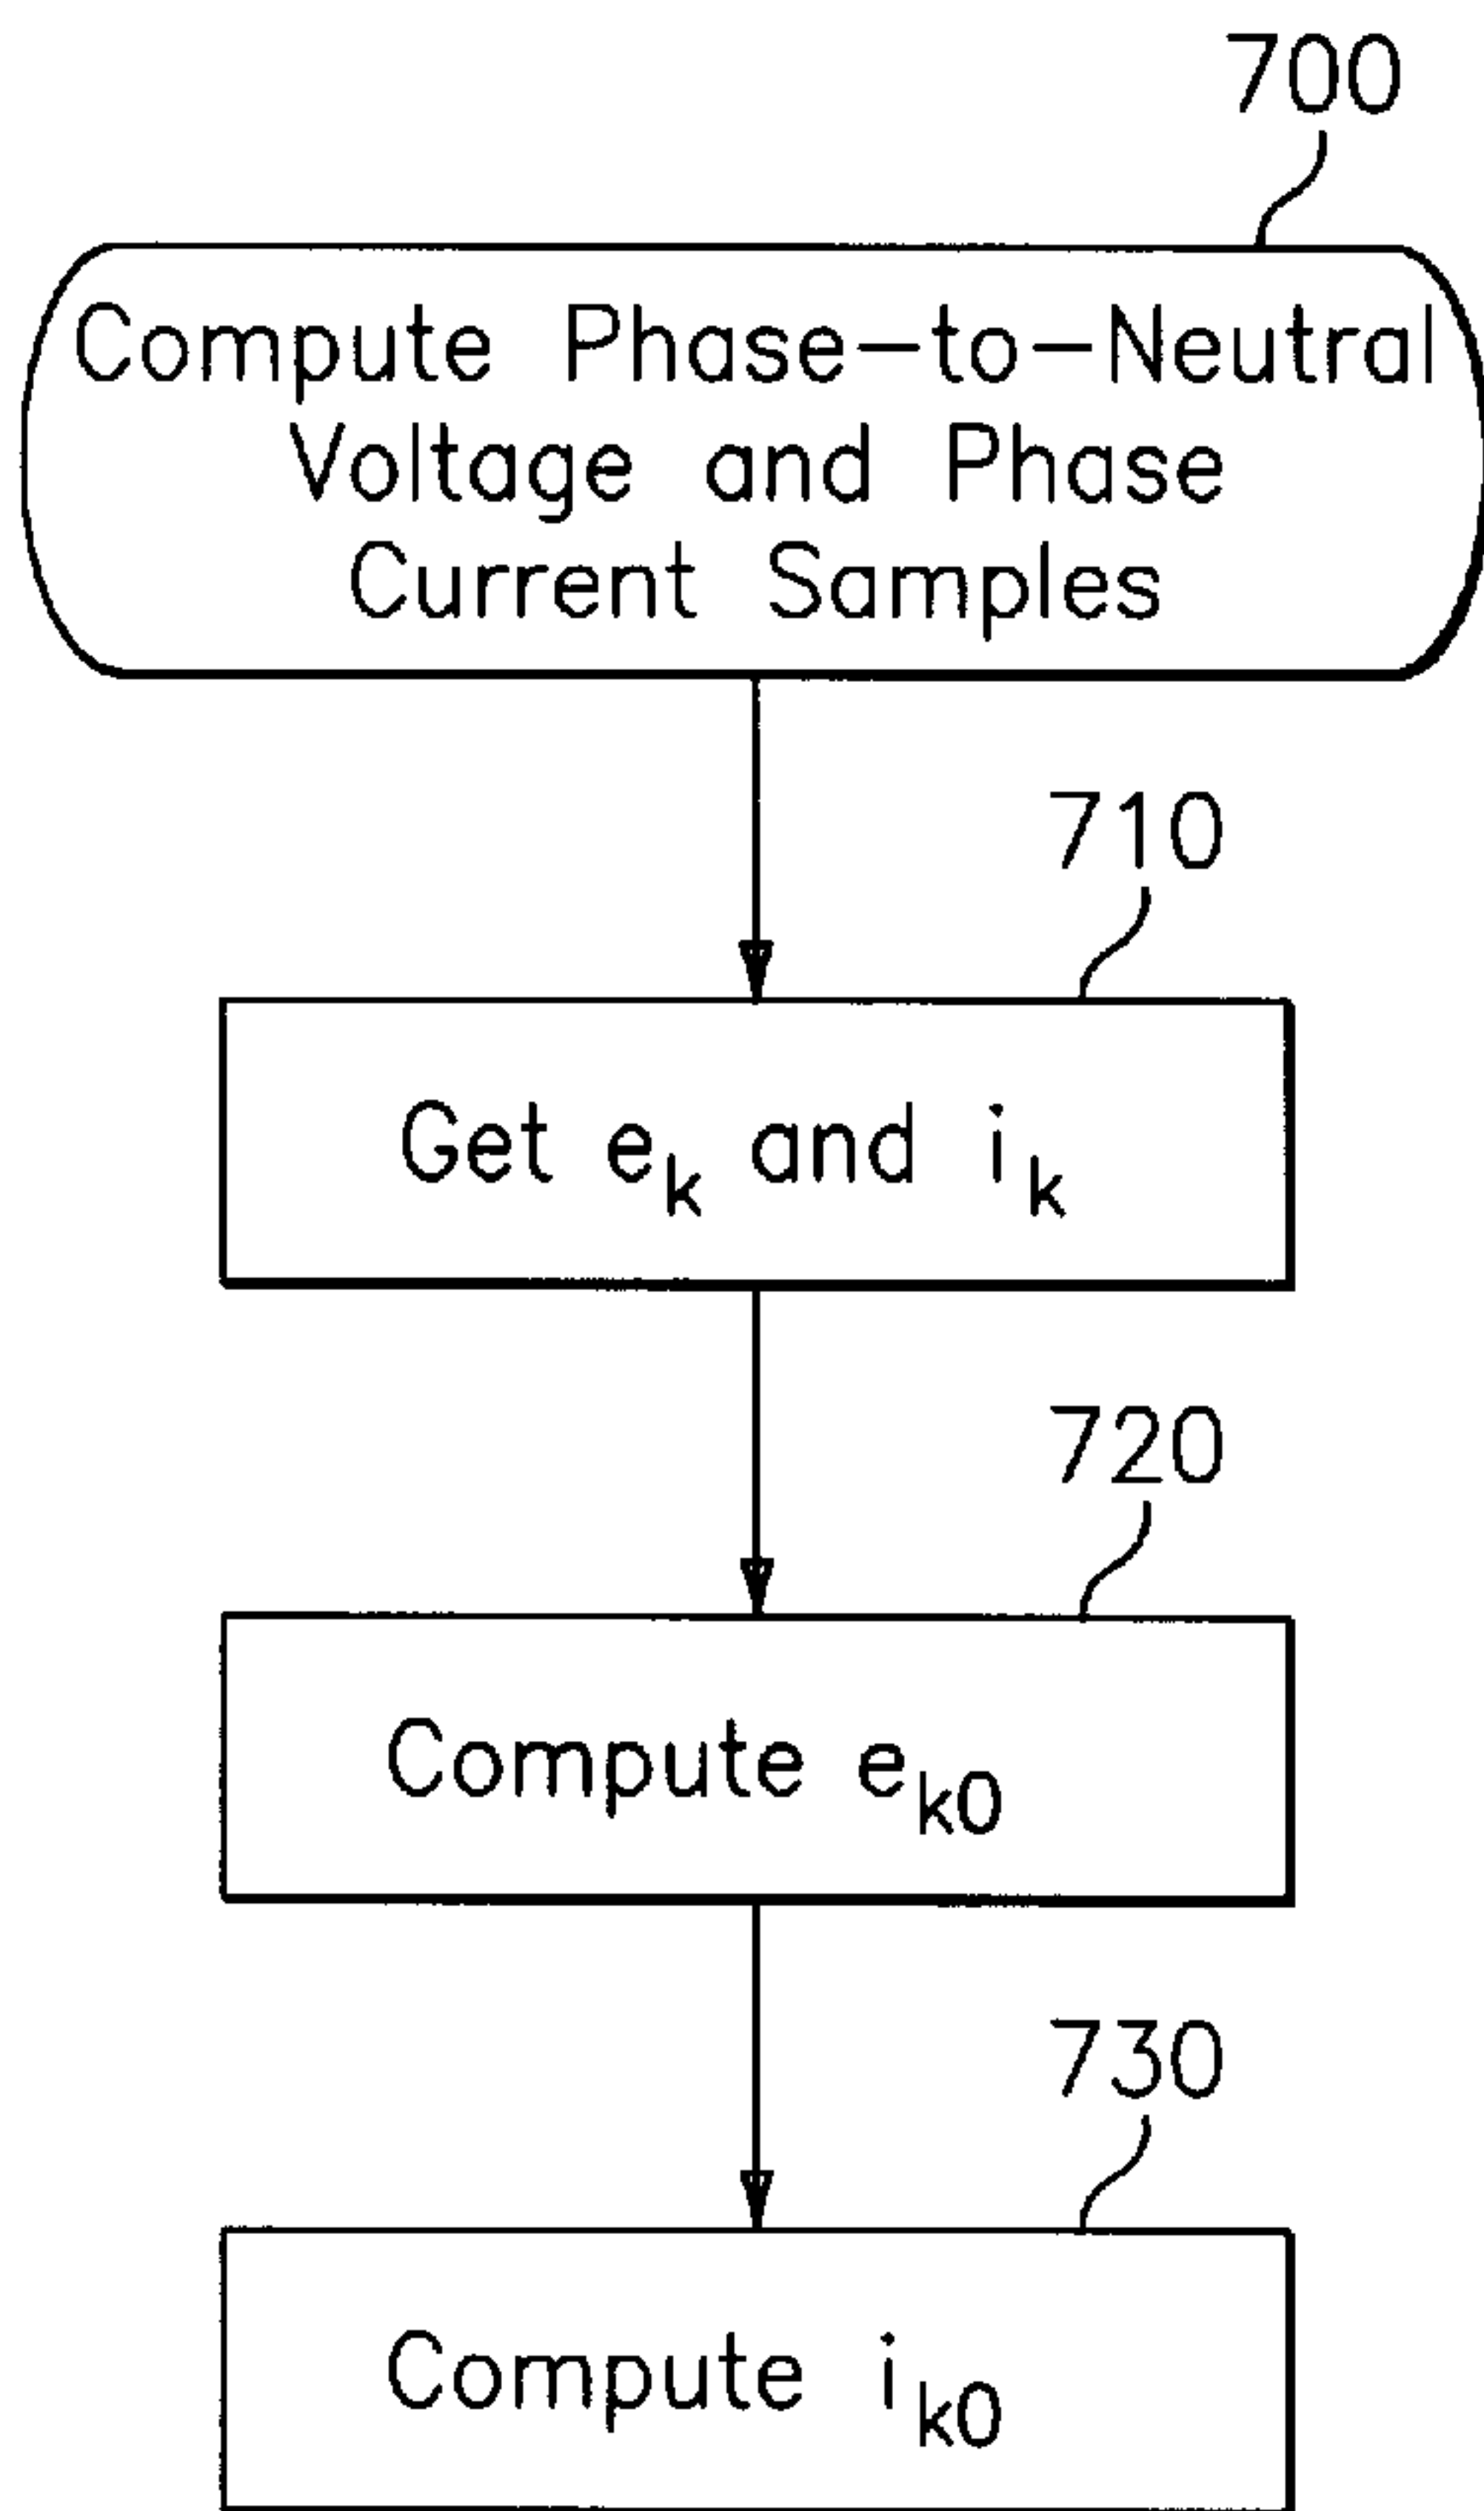 700
Compute Phase-to-Neutral
Voltage and Phase
Current Samples
710
Get e_k and i_k
720
Compute e_k0
730
Compute i_k0